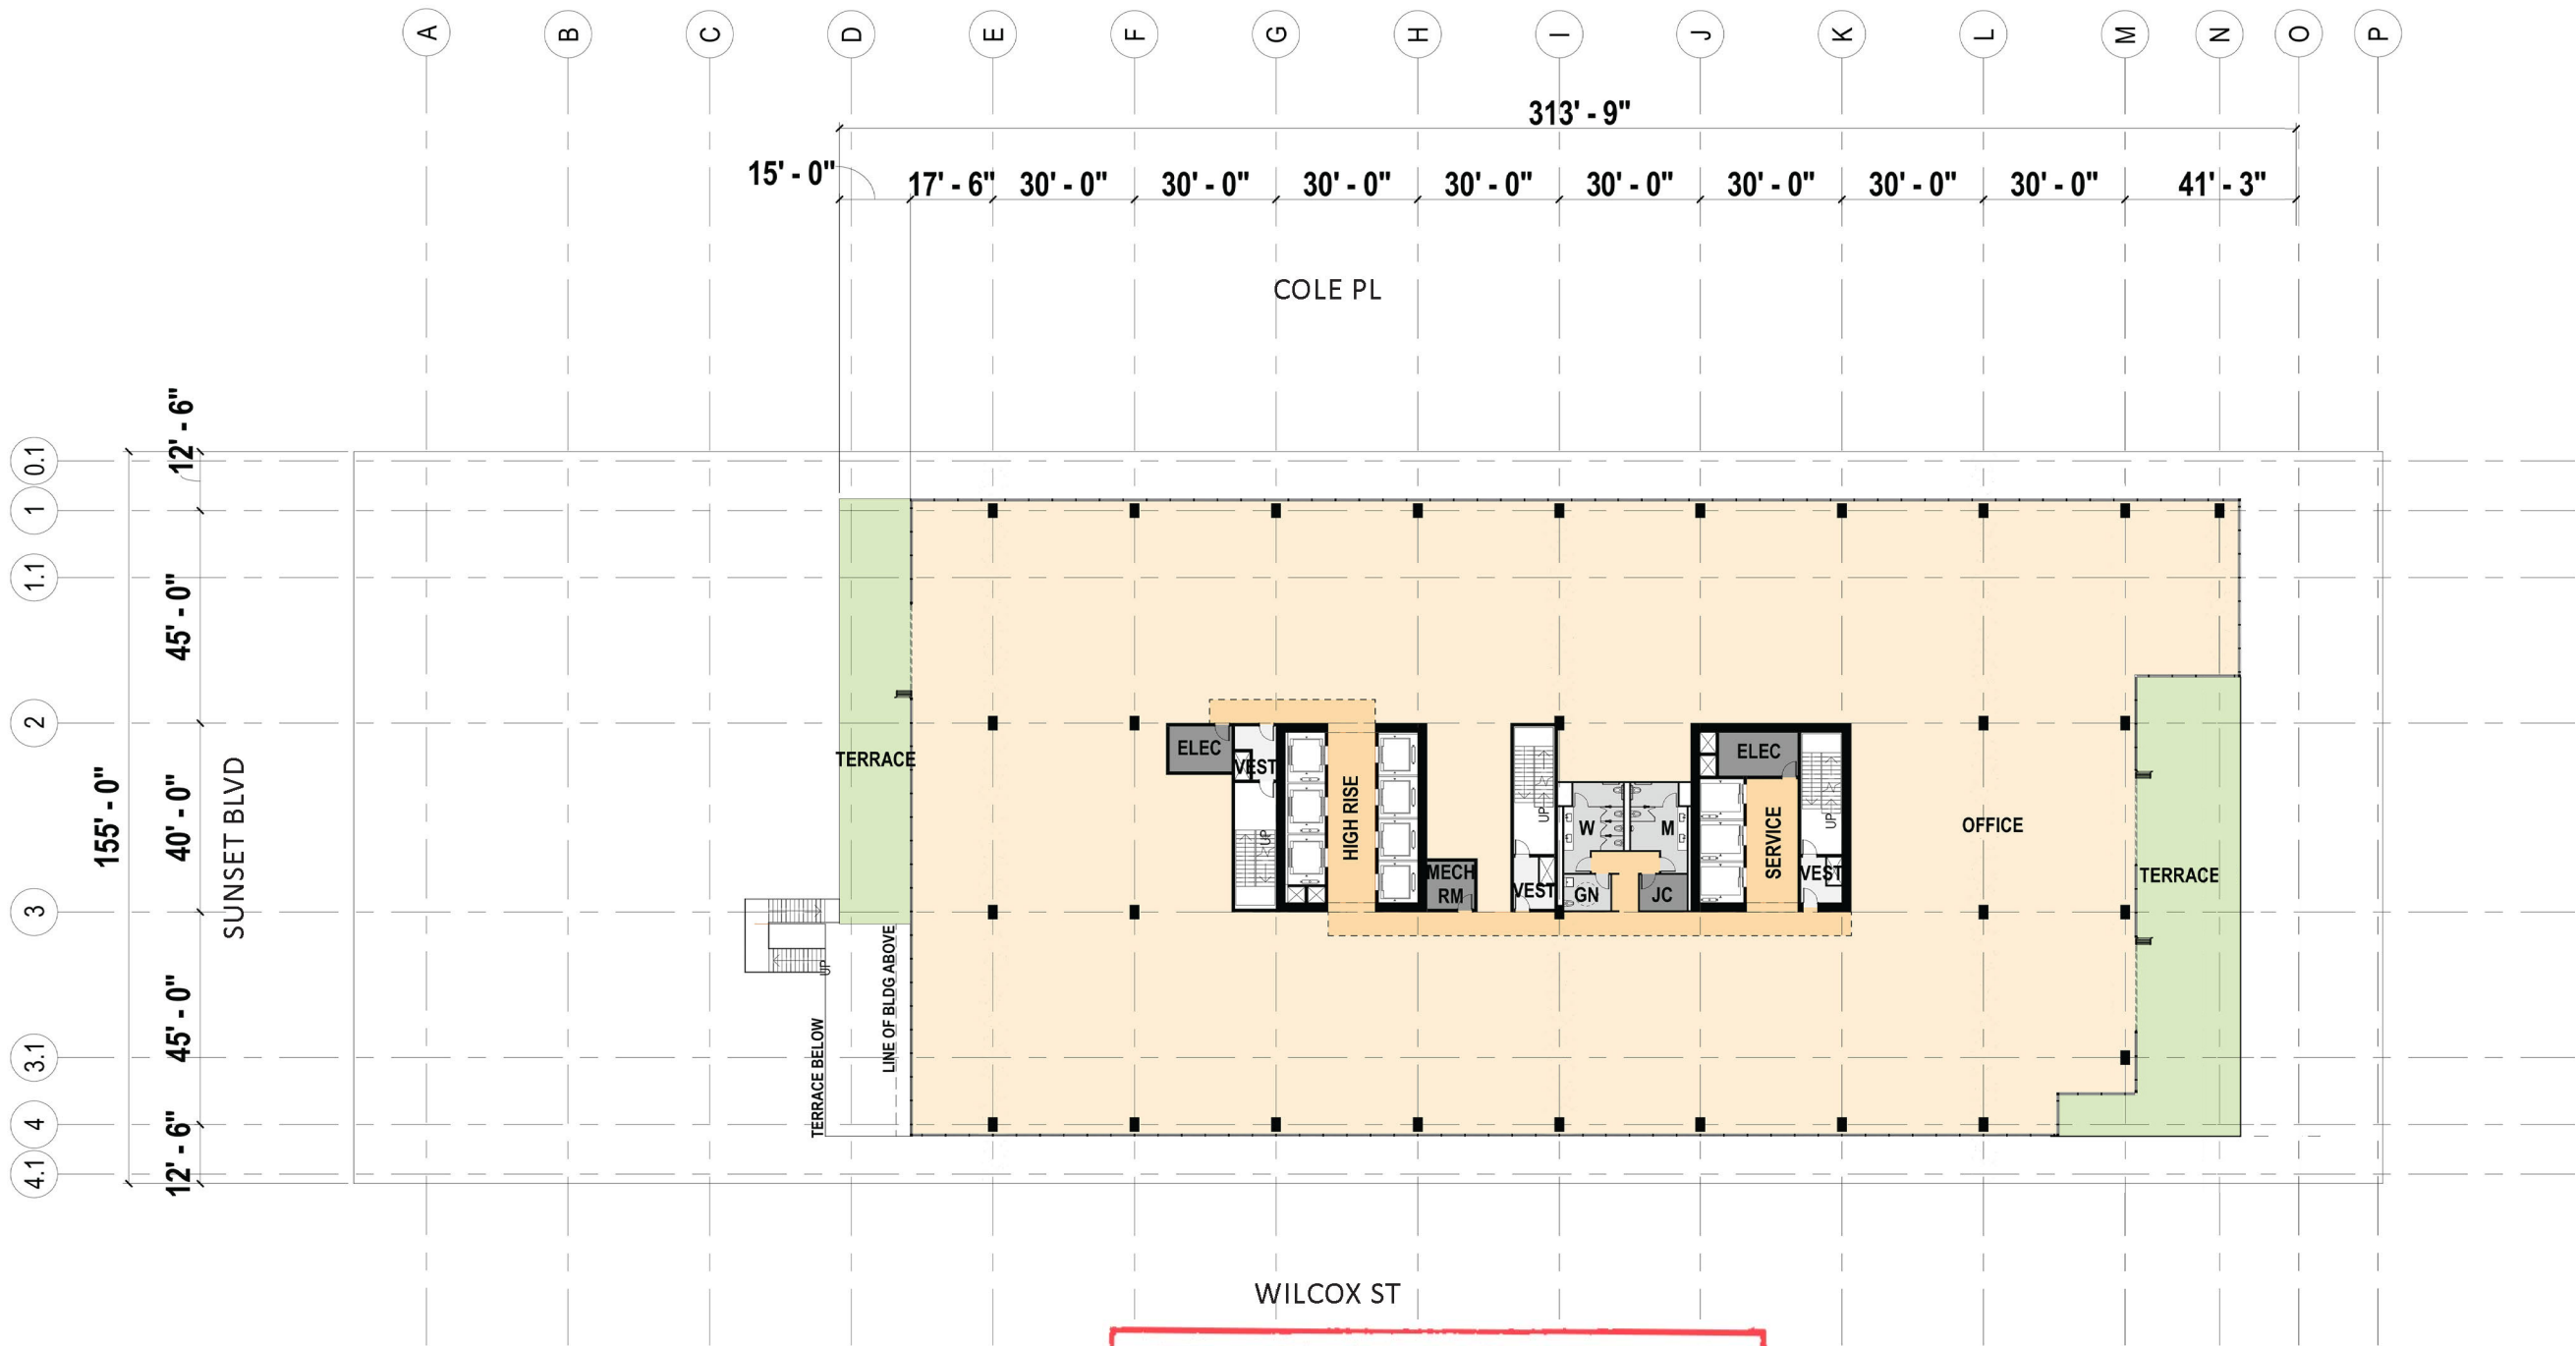 A B C D E F G H I J K L M N O P
313' - 9"
15' - 0" 17' - 6" 30' - 0" 30' - 0" 30' - 0" 30' - 0" 30' - 0" 30' - 0" 30' - 0" 30' - 0" 41' - 3"
COLE PL
0.1
1
1.1
2
3
3.1
4
4.1
155' - 0"
12' - 6"
45' - 0"
40' - 0"
45' - 0"
12' - 6"
SUNSET BLVD
TERRACE
ELEC
VEST
UP
HIGH RISE
MECH
RM
UP
VEST
W
M
GN
JC
ELEC
SERVICE
UP
VEST
OFFICE
TERRACE
UP
TERRACE BELOW
LINE OF BLDG ABOVE
WILCOX ST